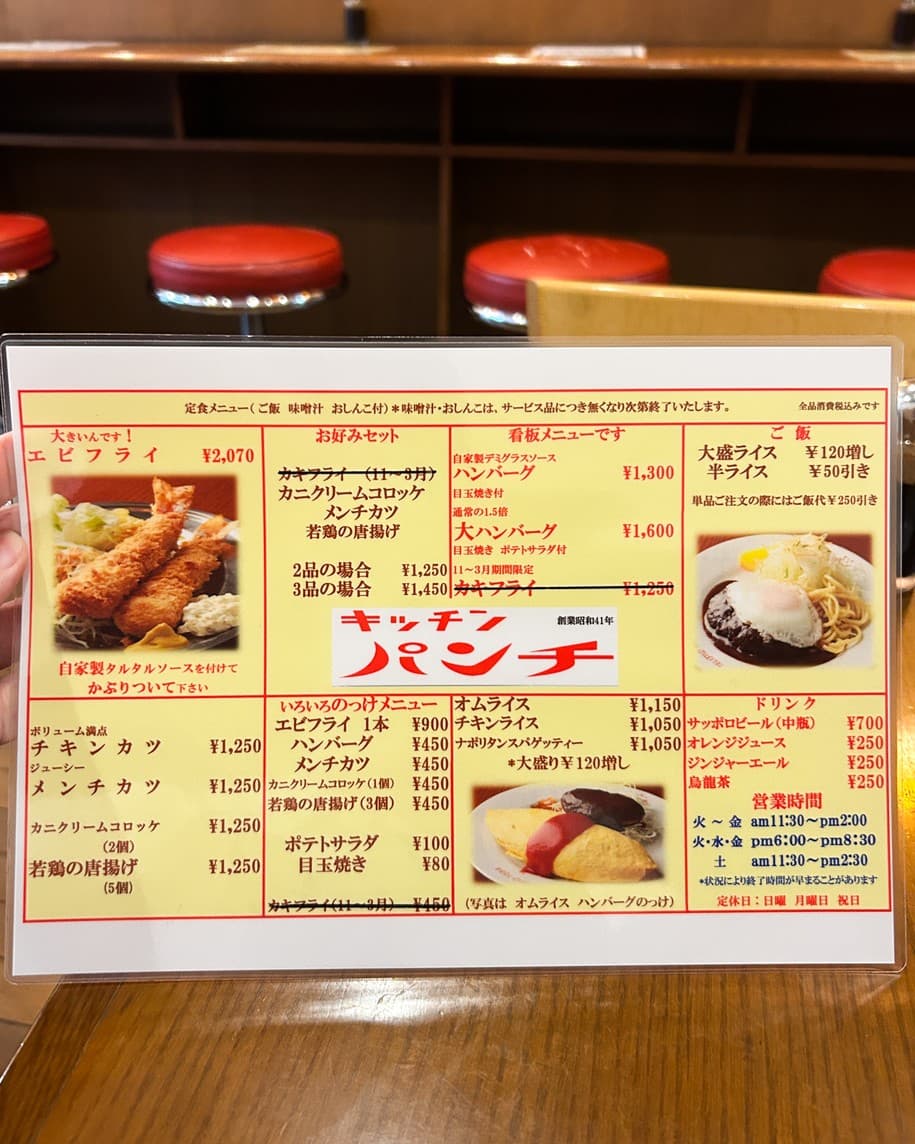 定食メニュー(ご飯 味噌汁 おしんこ付)*味噌汁・おしんこは、サービス品につき無くなり次第終了いたします。 全品消費税込みです
大きいんです!
エビフライ ¥2,070
自家製タルタルソースを付けて
かぶりついて下さい
お好みセット
カキフライ (11～3月)
カニクリームコロッケ
メンチカツ
若鶏の唐揚げ
2品の場合 ¥1,250
3品の場合 ¥1,450
看板メニューです
自家製デミグラスソース
ハンバーグ ¥1,300
目玉焼き付
通常の1.5倍
大ハンバーグ ¥1,600
目玉焼き ポテトサラダ付
11～3月期間限定
カキフライ ¥1,250
キッチン 創業昭和41年
パンチ
ご飯
大盛ライス ¥120増し
半ライス ¥50引き
単品ご注文の際にはご飯代¥250引き
ボリューム満点
チキンカツ ¥1,250
ジューシー
メンチカツ ¥1,250
カニクリームコロッケ ¥1,250
(2個)
若鶏の唐揚げ ¥1,250
(5個)
いろいろのっけメニュー
エビフライ 1本 ¥900
ハンバーグ ¥450
メンチカツ ¥450
カニクリームコロッケ(1個) ¥450
若鶏の唐揚げ(3個) ¥450
ポテトサラダ ¥100
目玉焼き ¥80
カキフライ(11～3月) ¥450
オムライス ¥1,150
チキンライス ¥1,050
ナポリタンスパゲッティー ¥1,050
*大盛り¥120増し
(写真は オムライス ハンバーグのっけ)
ドリンク
サッポロビール(中瓶) ¥700
オレンジジュース ¥250
ジンジャーエール ¥250
烏龍茶 ¥250
営業時間
火～金 am11:30～pm2:00
火・水・金 pm6:00～pm8:30
土 am11:30～pm2:30
*状況により終了時間が早まることがあります
定休日:日曜 月曜日 祝日